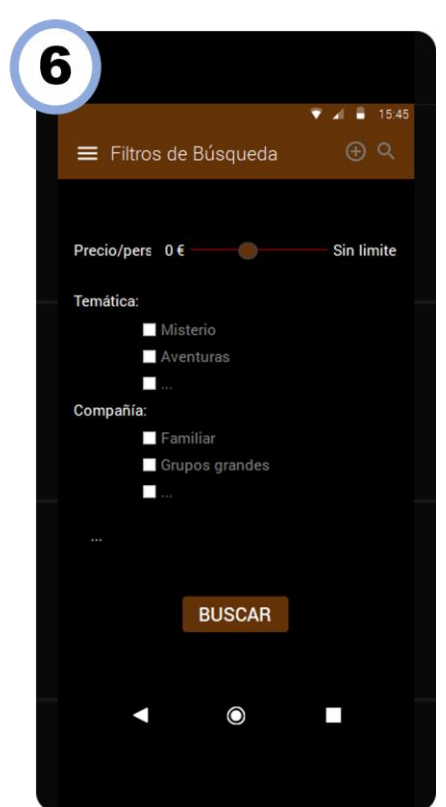 6
15:45
Filtros de Búsqueda
Precio/pers 0 € Sin limite
Temática:
Misterio
Aventuras
...
Compañía:
Familiar
Grupos grandes
...
...
BUSCAR